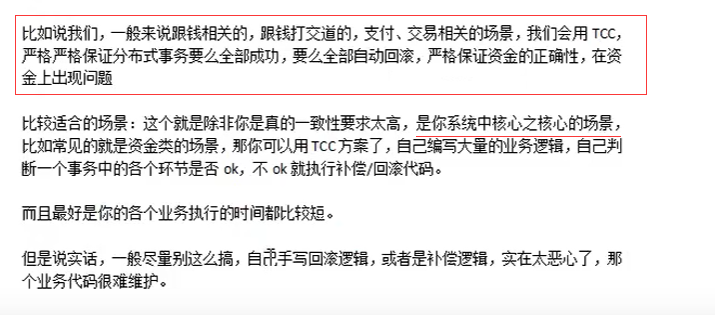 比如说我们，一般来说跟钱相关的，跟钱打交道的，支付、交易相关的场景，我们会用 TCC，
严格严格保证分布式事务要么全部成功，要么全部自动回滚，严格保证资金的正确性，在资
金上出现问题
比较适合的场景：这个就是除非你是真的一致性要求太高，是你系统中核心之核心的场景，
比如常见的就是资金类的场景，那你可以用 TCC 方案了，自己编写大量的业务逻辑，自己判
断一个事务中的各个环节是否 ok，不 ok 就执行补偿/回滚代码。
而且最好是你的各个业务执行的时间都比较短。
但是说实话，一般尽量别这么搞，自己手写回滚逻辑，或者是补偿逻辑，实在太恶心了，那
个业务代码很难维护。